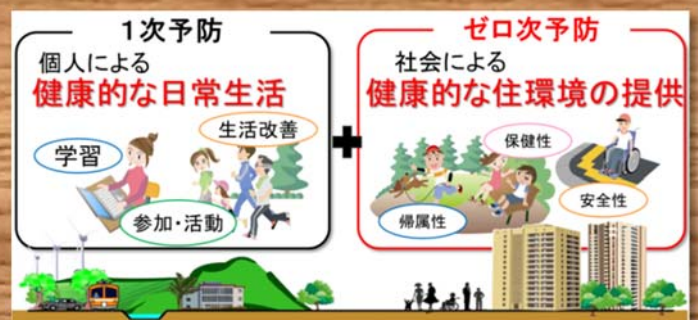 1次予防
個人による
健康的な日常生活
学習
生活改善
参加・活動
+
ゼロ次予防
社会による
健康的な住環境の提供
保健性
帰属性
安全性